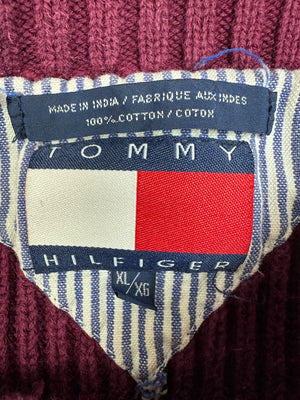 MADE IN INDIA / FABRIQUE AUX INDES
100% COTTON / COTON
TOMMY
HILFIGER
XL/XG